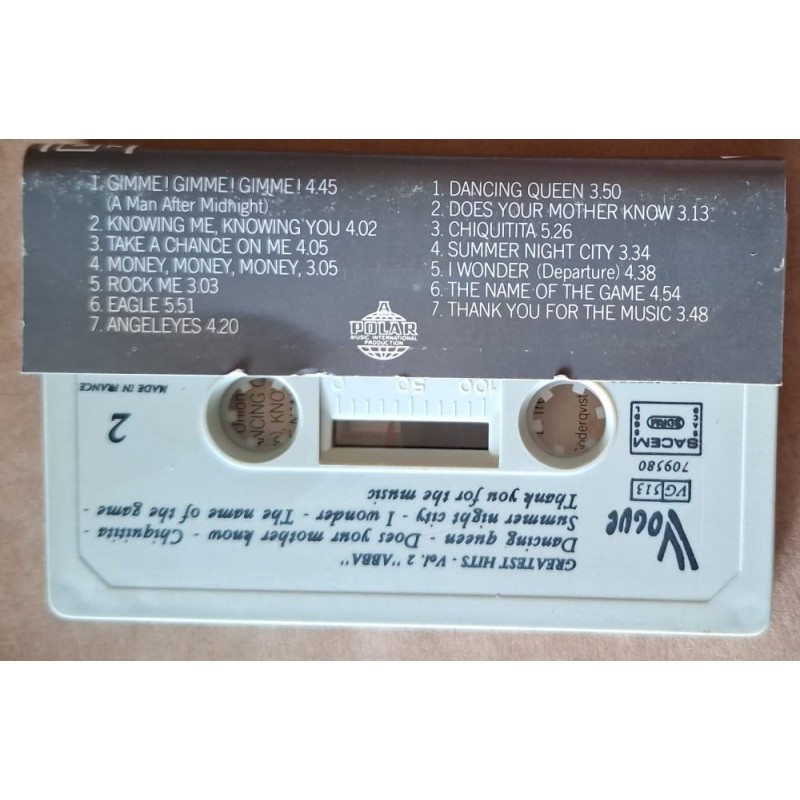 1. GIMME! GIMME! GIMME! 4.45
(A Man After Midnight)
2. KNOWING ME, KNOWING YOU 4.02
3. TAKE A CHANCE ON ME 4.05
4. MONEY, MONEY, MONEY, 3.05
5. ROCK ME 3.03
6. EAGLE 5.51
7. ANGELEYES 4.20
1. DANCING QUEEN 3.50
2. DOES YOUR MOTHER KNOW 3.13
3. CHIQUITITA 5.26
4. SUMMER NIGHT CITY 3.34
5. I WONDER (Departure) 4.38
6. THE NAME OF THE GAME 4.54
7. THANK YOU FOR THE MUSIC 3.48
A
POLAR
MUSIC INTERNATIONAL
PRODUCTION
GREATEST HITS - Vol. 2 "ABBA"
Dancing queen - Does your mother know - Chiquitita -
Summer night city - I wonder - The name of the game -
Thank you for the music
Vogue
VG 513
709580
SACEM
SDRM
SACD
SGDL
2
MADE IN FRANCE
100 50 0